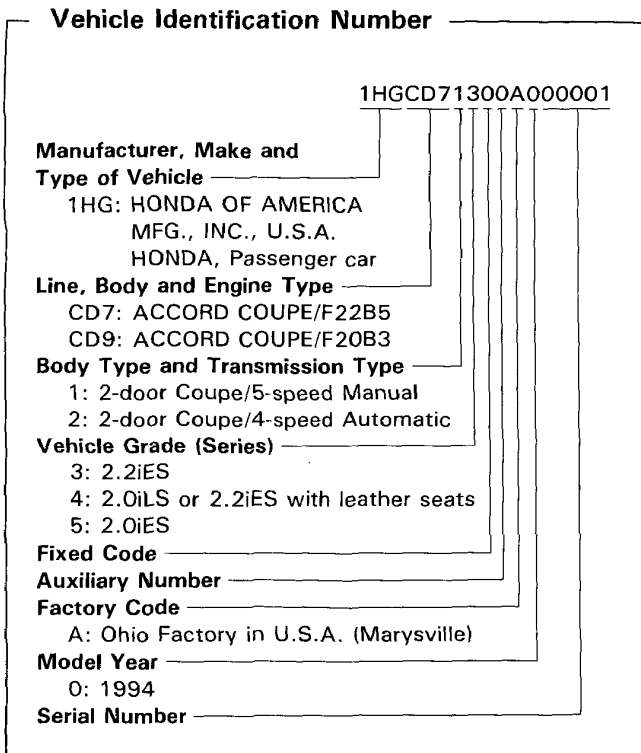 Vehicle Identification Number
1HGCD71300A000001
Manufacturer, Make and
Type of Vehicle
1HG: HONDA OF AMERICA
MFG., INC., U.S.A.
HONDA, Passenger car
Line, Body and Engine Type
CD7: ACCORD COUPE/F22B5
CD9: ACCORD COUPE/F20B3
Body Type and Transmission Type
1: 2-door Coupe/5-speed Manual
2: 2-door Coupe/4-speed Automatic
Vehicle Grade (Series)
3: 2.2iES
4: 2.0iLS or 2.2iES with leather seats
5: 2.0iES
Fixed Code
Auxiliary Number
Factory Code
A: Ohio Factory in U.S.A. (Marysville)
Model Year
0: 1994
Serial Number